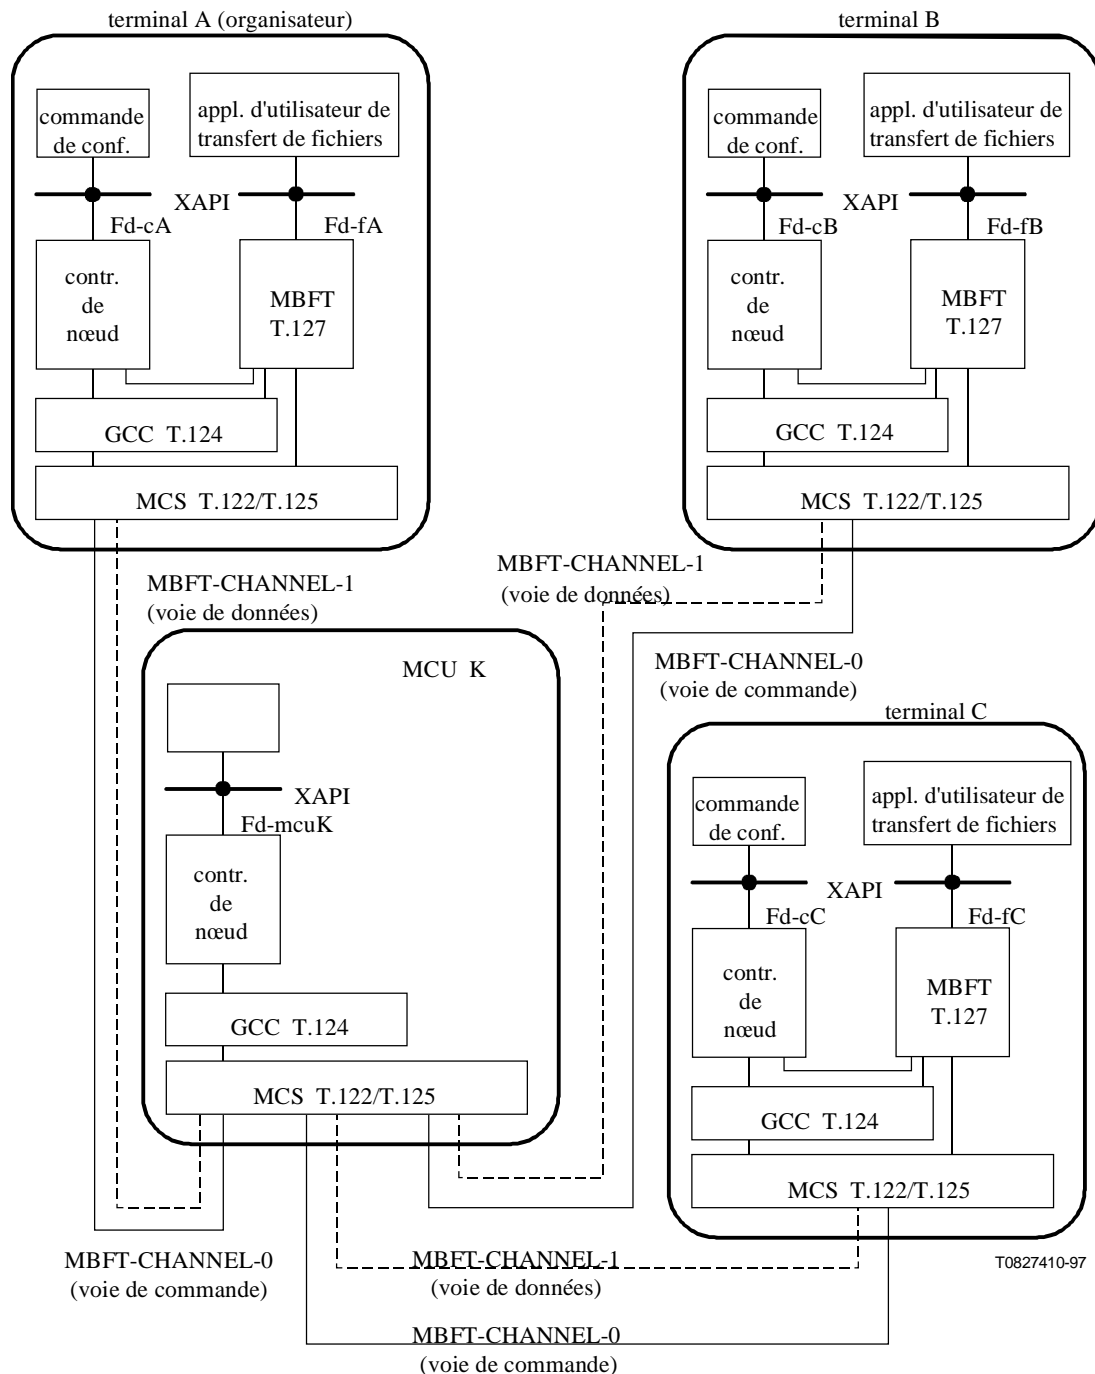 terminal A (organisateur)
commande
de conf.
appl. d'utilisateur de
transfert de fichiers
XAPI
Fd-cA
Fd-fA
contr.
de
nœud
MBFT
T.127
GCC T.124
MCS T.122/T.125
terminal B
commande
de conf.
appl. d'utilisateur de
transfert de fichiers
XAPI
Fd-cB
Fd-fB
contr.
de
nœud
MBFT
T.127
GCC T.124
MCS T.122/T.125
MBFT-CHANNEL-1
(voie de données)
MBFT-CHANNEL-1
(voie de données)
MBFT-CHANNEL-0
(voie de commande)
MCU K
XAPI
Fd-mcuK
contr.
de
nœud
GCC T.124
MCS T.122/T.125
terminal C
commande
de conf.
appl. d'utilisateur de
transfert de fichiers
XAPI
Fd-cC
Fd-fC
contr.
de
nœud
MBFT
T.127
GCC T.124
MCS T.122/T.125
MBFT-CHANNEL-0
(voie de commande)
MBFT-CHANNEL-1
(voie de données)
T0827410-97
MBFT-CHANNEL-0
(voie de commande)